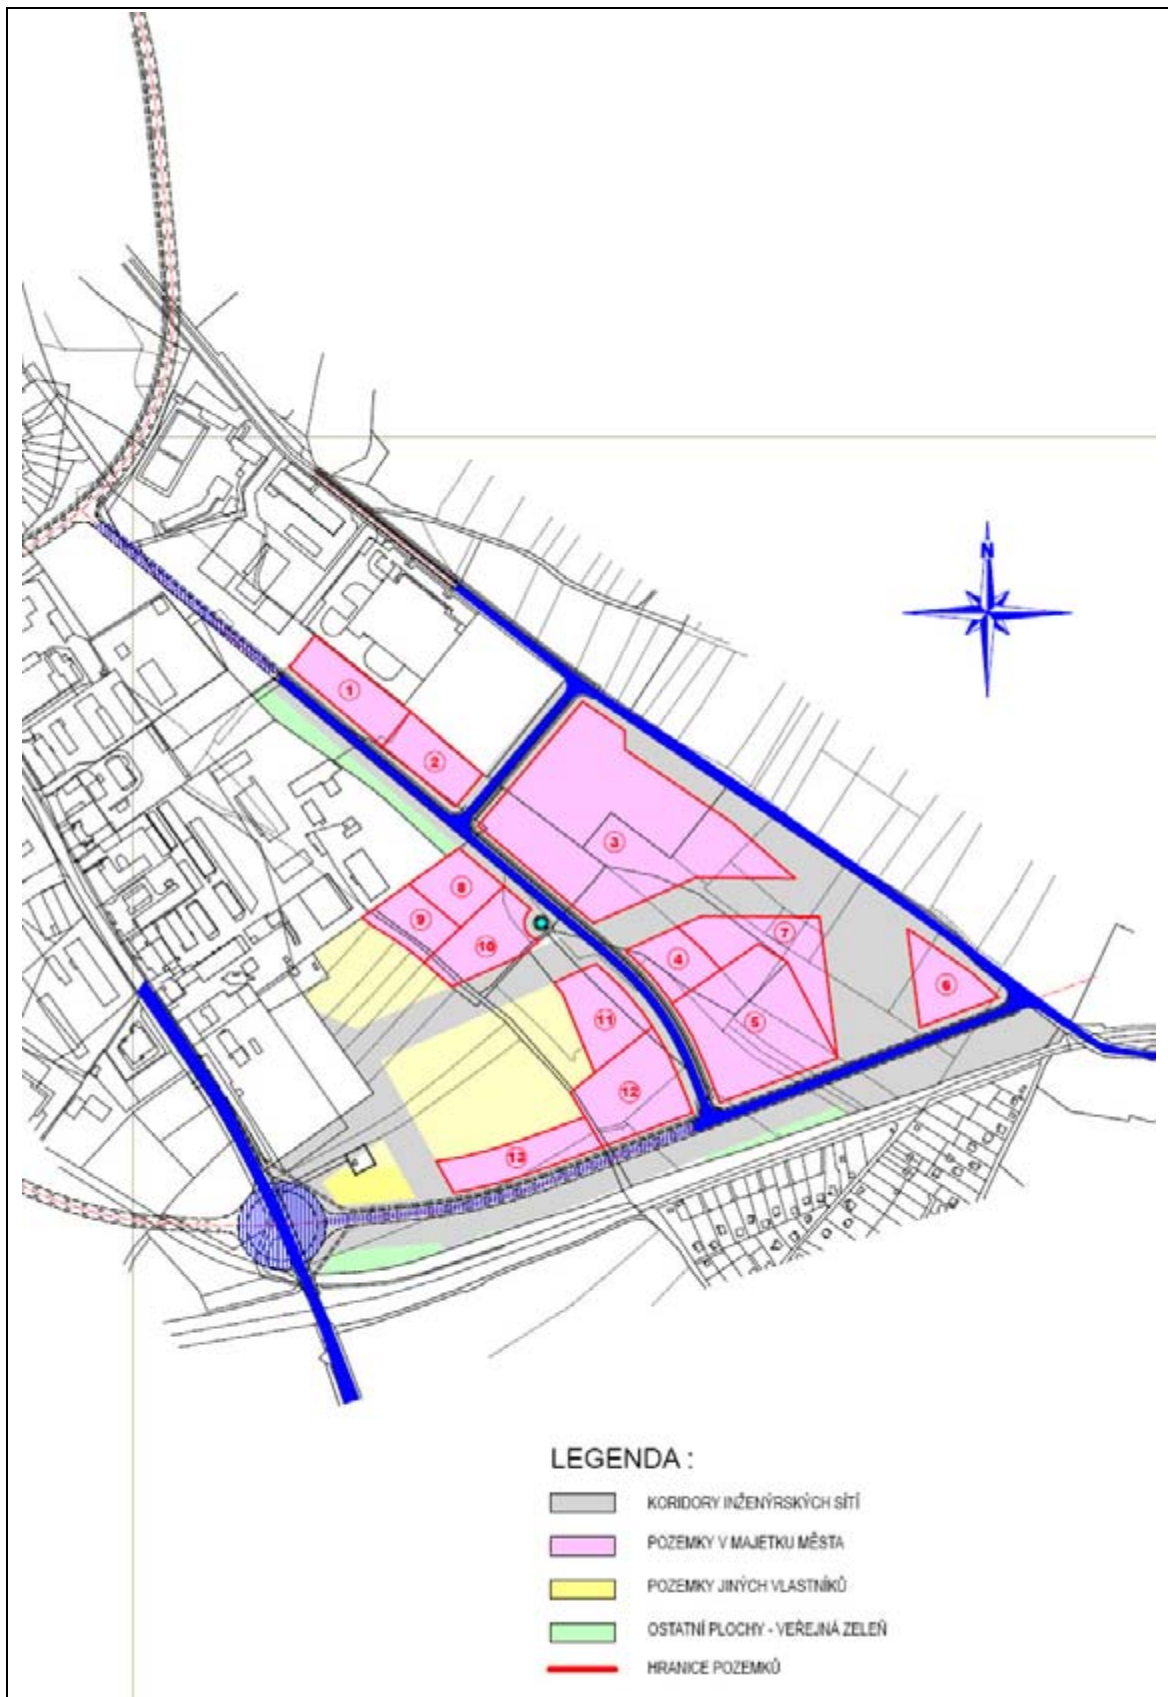 N
1
2
3
8
9
10
7
4
6
5
11
12
13
LEGENDA :
KORIDORY INŽENÝRSKÝCH SÍTÍ
POZEMKY V MAJETKU MĚSTA
POZEMKY JINÝCH VLASTNÍKŮ
OSTATNÍ PLOCHY - VEŘEJNÁ ZELEŇ
HRANICE POZEMKŮ